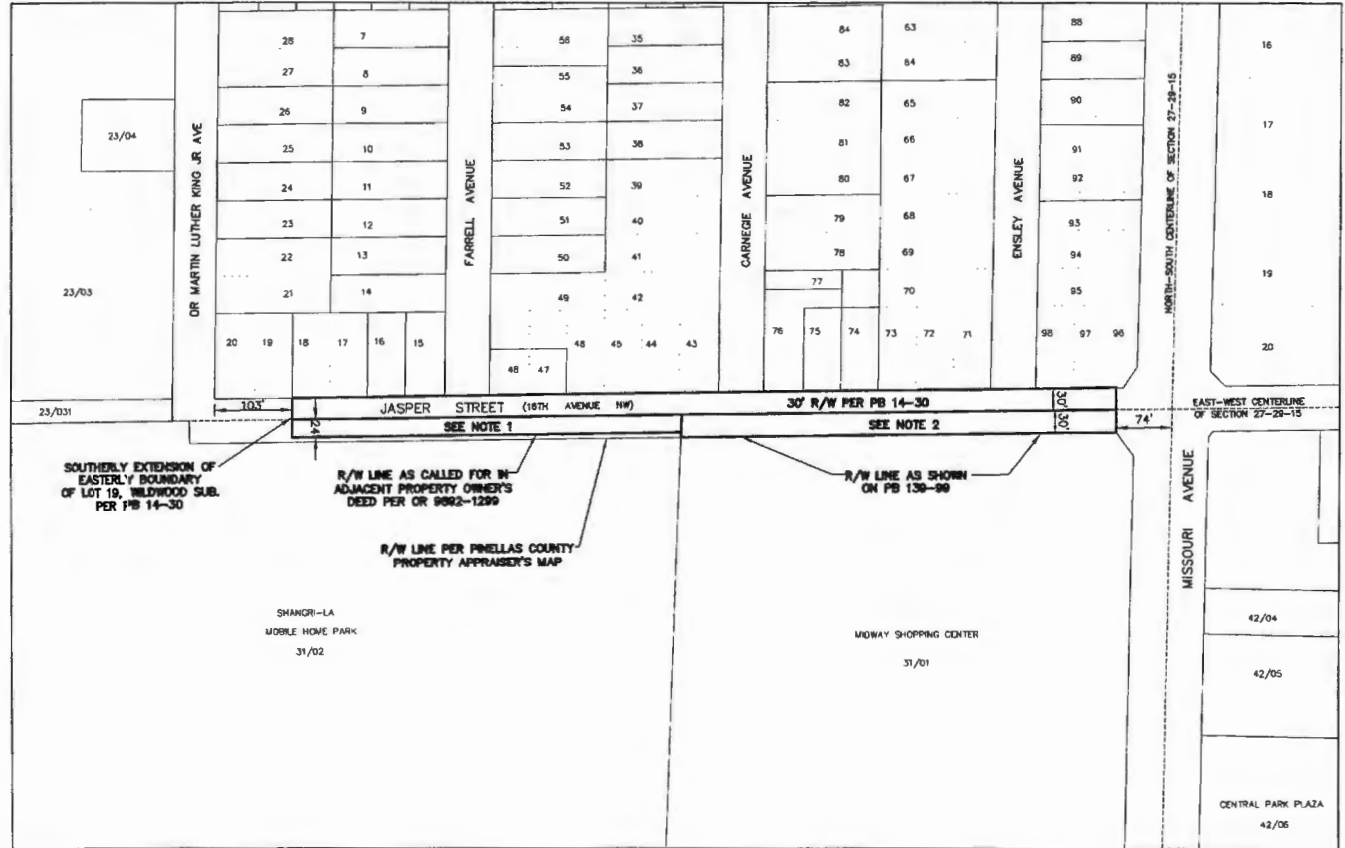 28
7
27
8
26
9
25
10
24
11
23
12
22
13
21
14
20 19 18 17 16 15
56
35
55
36
54
37
53
38
52
39
51
40
50
41
49
42
48 45 44 43
46 47
84
63
83
84
82
65
81
66
80
67
79
68
78
69
77
70
76 75 74 73 72 71
88
89
90
91
92
93
94
95
98 97 96
16
17
18
19
20
23/04
23/03
23/031
DR MARTIN LUTHER KING JR AVE
FARRELL AVENUE
CARNEGIE AVENUE
ENSLEY AVENUE
NORTH-SOUTH CENTERLINE OF SECTION 27-29-15
103'
JASPER STREET (16TH AVENUE NW)
30' R/W PER PB 14-30
30'
30'
24'
SEE NOTE 1
SEE NOTE 2
74'
EAST-WEST CENTERLINE
OF SECTION 27-29-15
SOUTHERLY EXTENSION OF
EASTERLY BOUNDARY
OF LOT 19, WILDWOOD SUB.
PER PB 14-30
R/W LINE AS CALLED FOR IN
ADJACENT PROPERTY OWNER'S
DEED PER OR 9892-1299
R/W LINE PER PINELLAS COUNTY
PROPERTY APPRAISER'S MAP
R/W LINE AS SHOWN
ON PB 139-99
MISSOURI AVENUE
SHANGRI-LA
MOBILE HOME PARK
31/02
MIDWAY SHOPPING CENTER
31/01
42/04
42/05
CENTRAL PARK PLAZA
42/06